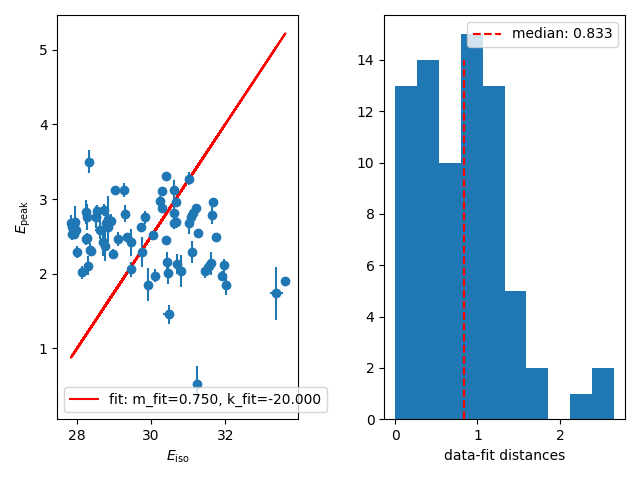 5
4
3
2
1
E_peak
fit: m_fit=0.750, k_fit=-20.000
28 30 32
E_iso
median: 0.833
14
12
10
8
6
4
2
0
0 1 2
data-fit distances